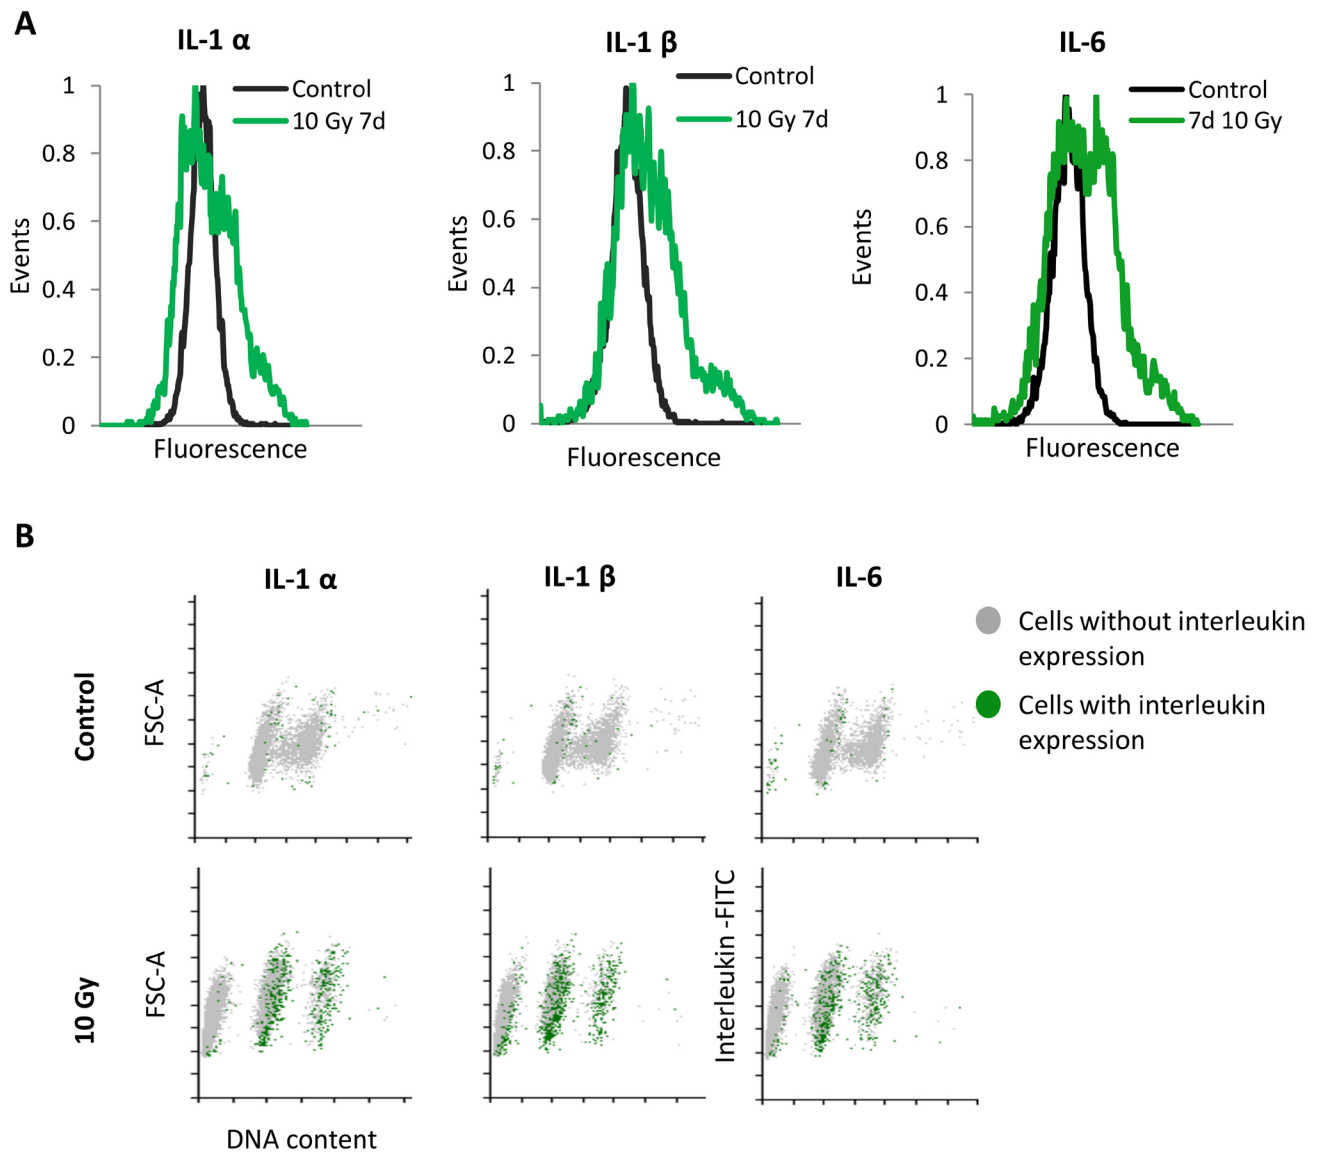 A
IL-1 α
Control
10 Gy 7d
1
0.8
0.6
0.4
0.2
0
Events
Fluorescence
IL-1 β
Control
10 Gy 7d
1
0.8
0.6
0.4
0.2
0
Events
Fluorescence
IL-6
Control
7d 10 Gy
1
0.8
0.6
0.4
0.2
0
Events
Fluorescence
B
IL-1 α
IL-1 β
IL-6
Cells without interleukin
expression
Cells with interleukin
expression
Control
FSC-A
10 Gy
FSC-A
Interleukin -FITC
DNA content